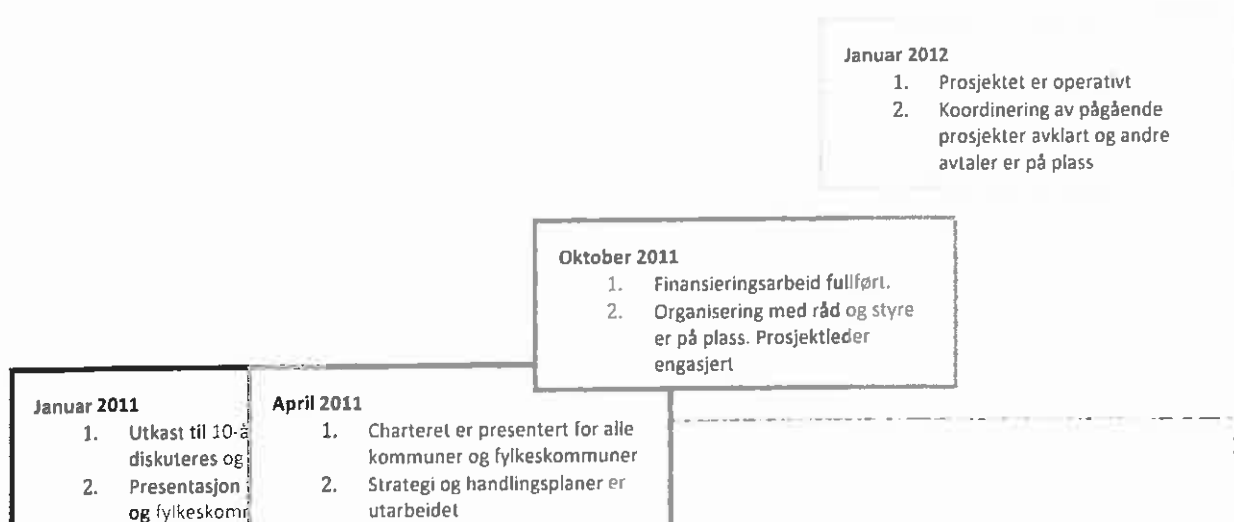 Januar 2012
1. Prosjektet er operativt
2. Koordinering av pågående
prosjekter avklart og andre
avtaler er på plass
Oktober 2011
1. Finansieringsarbeid fullført.
2. Organisering med råd og styre
er på plass. Prosjektleder
engasjert
Januar 2011
1. Utkast til 10-å
diskuteres og
2. Presentasjon
og fylkeskom
April 2011
1. Charteret er presentert for alle
kommuner og fylkeskommuner
2. Strategi og handlingsplaner er
utarbeidet